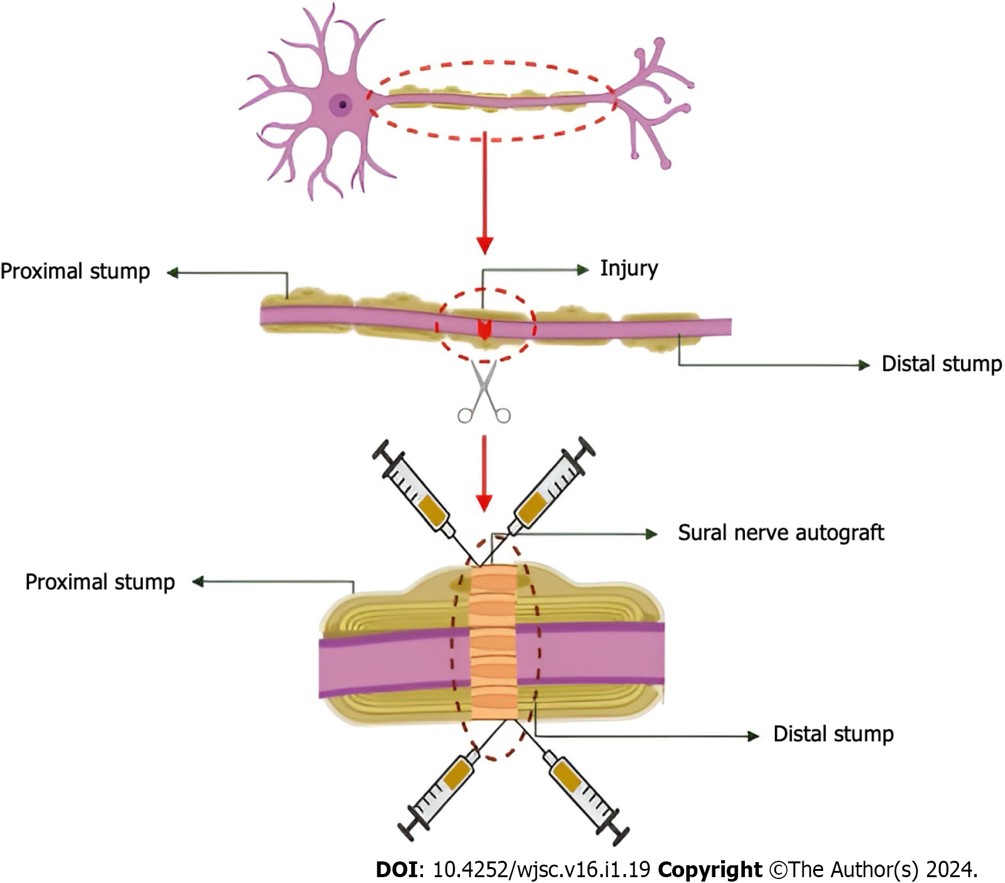 Proximal stump
Injury
Distal stump
Sural nerve autograft
Proximal stump
Distal stump
DOI: 10.4252/wjsc.v16.i1.19 Copyright ©The Author(s) 2024.